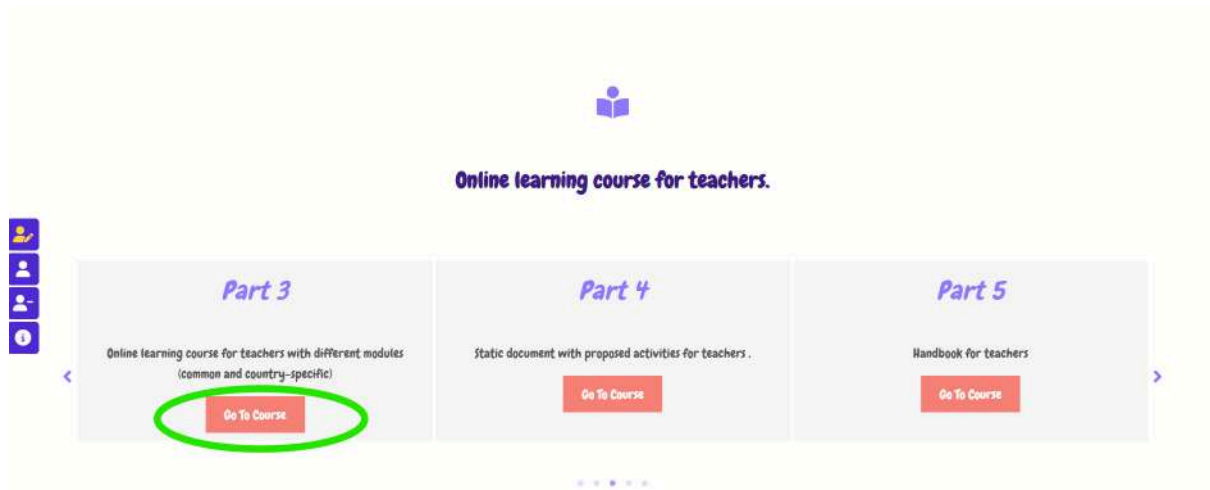 Online learning course for teachers.
Part 3
Online learning course for teachers with different modules
(common and country-specific)
Go To Course
Part 4
Static document with proposed activities for teachers .
Go To Course
Part 5
Handbook for teachers
Go To Course